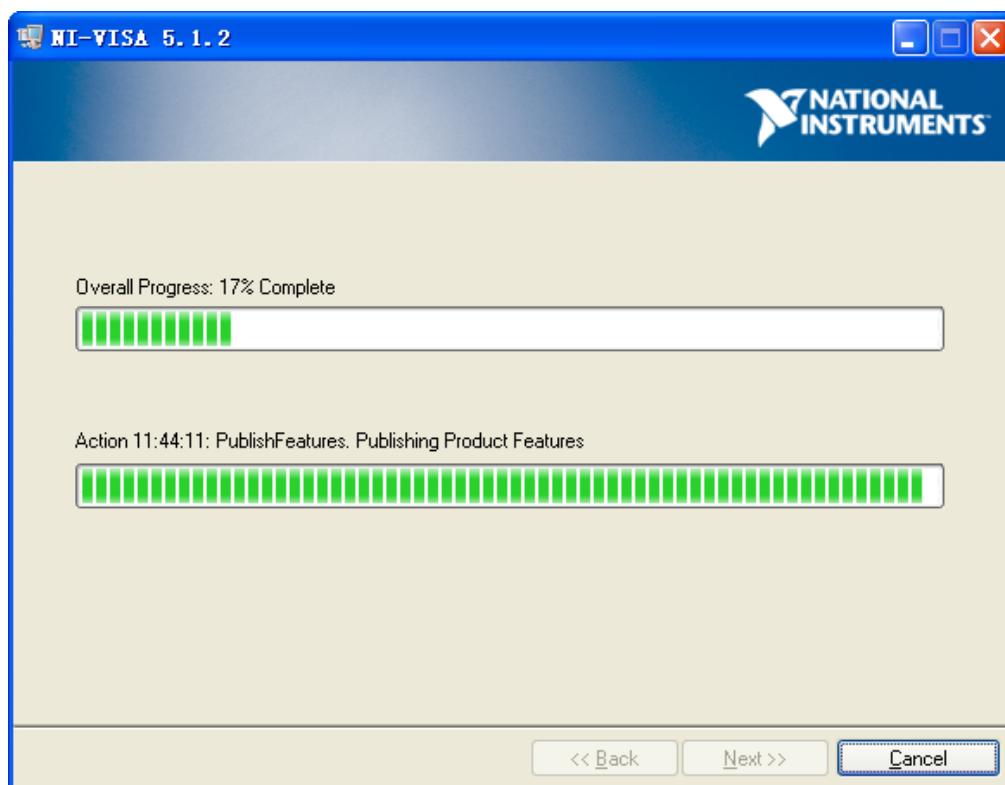 NI-VISA 5.1.2
NATIONAL
INSTRUMENTS™
Overall Progress: 17% Complete
Action 11:44:11: PublishFeatures. Publishing Product Features
<< Back
Next >>
Cancel